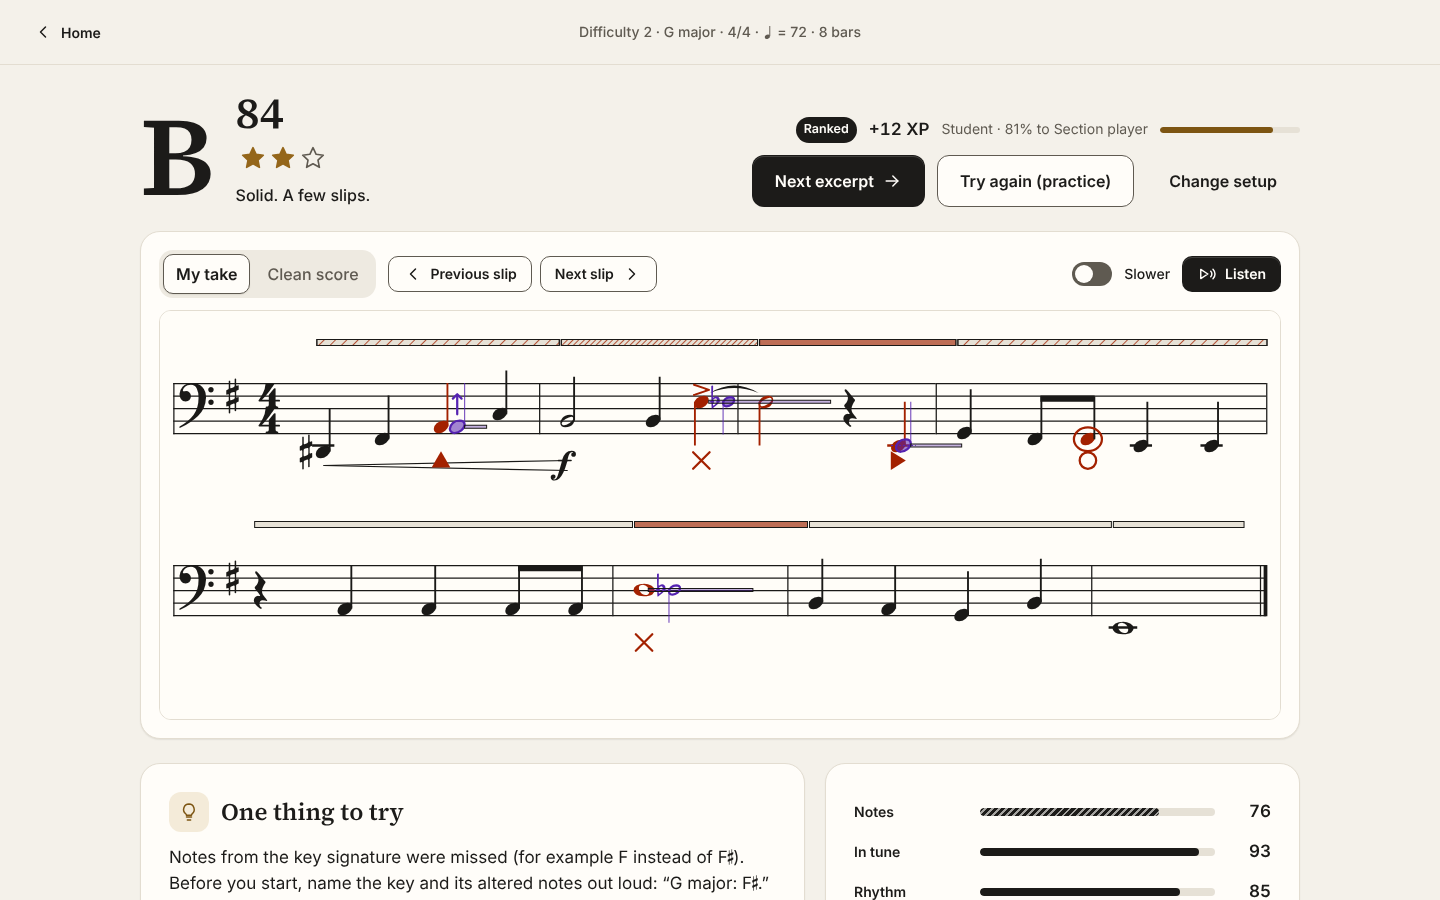 Home
Difficulty 2 · G major · 4/4 · ♩ = 72 · 8 bars
B
84
Solid. A few slips.
Ranked +12 XP Student · 81% to Section player
Next excerpt
Try again (practice)
Change setup
My take
Clean score
Previous slip
Next slip
Slower
Listen
4
4
f
One thing to try
Notes from the key signature were missed (for example F instead of F♯).
Before you start, name the key and its altered notes out loud: “G major: F♯.”
Notes 76
In tune 93
Rhythm 85